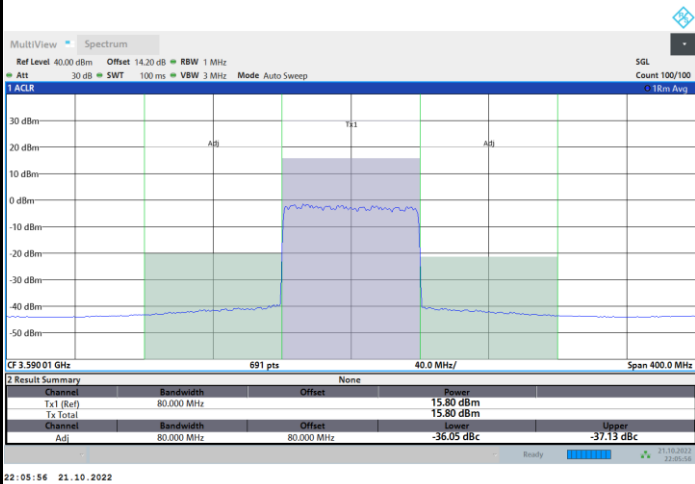 MultiView Spectrum
Ref Level 40.00 dBm Offset 14.20 dB RBW 1 MHz SGL
Att 30 dB SWT 100 ms VBW 3 MHz Mode Auto Sweep Count 100/100
1 ACLR 1Rm Avg
30 dBm
Tx1
20 dBm
Adj Adj
10 dBm
0 dBm
-10 dBm
-20 dBm
-30 dBm
-40 dBm
-50 dBm
CF 3.590 01 GHz 691 pts 40.0 MHz/ Span 400.0 MHz
2 Result Summary None
Channel Bandwidth Offset Power
Tx1 (Ref) 80.000 MHz 15.80 dBm
Tx Total 15.80 dBm
Channel Bandwidth Offset Lower Upper
Adj 80.000 MHz 80.000 MHz -36.05 dBc -37.13 dBc
Ready 21.10.2022
22:05:56
22:05:56 21.10.2022